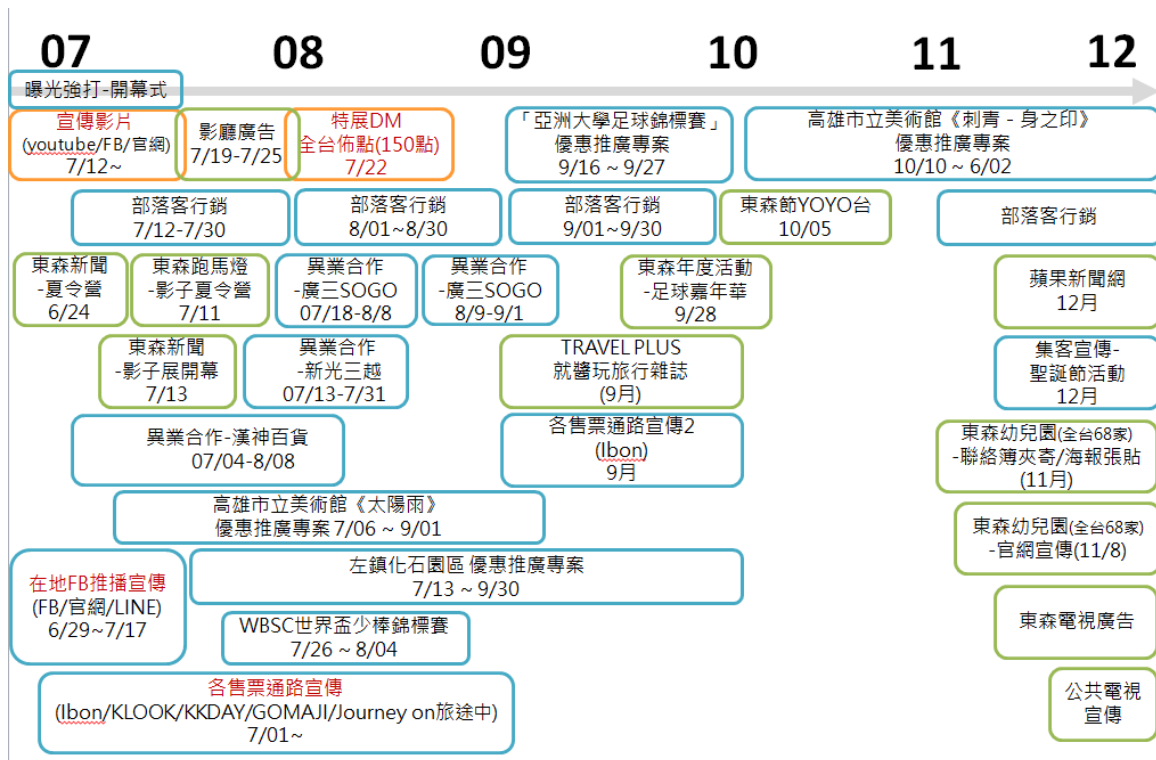 07
08
09
10
11
12
曝光強打-開幕式
宣傳影片
(youtube/FB/官網)
7/12~
影廳廣告
7/19-7/25
特展DM
全台佈點(150點)
7/22
「亞洲大學足球錦標賽」
優惠推廣專案
9/16 ~ 9/27
高雄市立美術館《刺青 - 身之印》
優惠推廣專案
10/10 ~ 6/02
部落客行銷
7/12-7/30
部落客行銷
8/01~8/30
部落客行銷
9/01~9/30
東森節YOYO台
10/05
部落客行銷
東森新聞
-夏令營
6/24
東森跑馬燈
-影子夏令營
7/11
異業合作
-廣三SOGO
07/18-8/8
異業合作
-廣三SOGO
8/9-9/1
東森年度活動
-足球嘉年華
9/28
蘋果新聞網
12月
東森新聞
-影子展開幕
7/13
異業合作
-新光三越
07/13-7/31
TRAVEL PLUS
就醬玩旅行雜誌
(9月)
集客宣傳-
聖誕節活動
12月
異業合作-漢神百貨
07/04-8/08
各售票通路宣傳2
(Ibon)
9月
東森幼兒園(全台68家)
-聯絡簿夾寄/海報張貼
(11月)
高雄市立美術館《太陽雨》
優惠推廣專案 7/06 ~ 9/01
東森幼兒園(全台68家)
-官網宣傳(11/8)
在地FB推播宣傳
(FB/官網/LINE)
6/29~7/17
左鎮化石園區 優惠推廣專案
7/13 ~ 9/30
WBSC世界盃少棒錦標賽
7/26 ~ 8/04
東森電視廣告
各售票通路宣傳
(Ibon/KLOOK/KKDAY/GOMAJI/Journey on旅途中)
7/01~
公共電視
宣傳